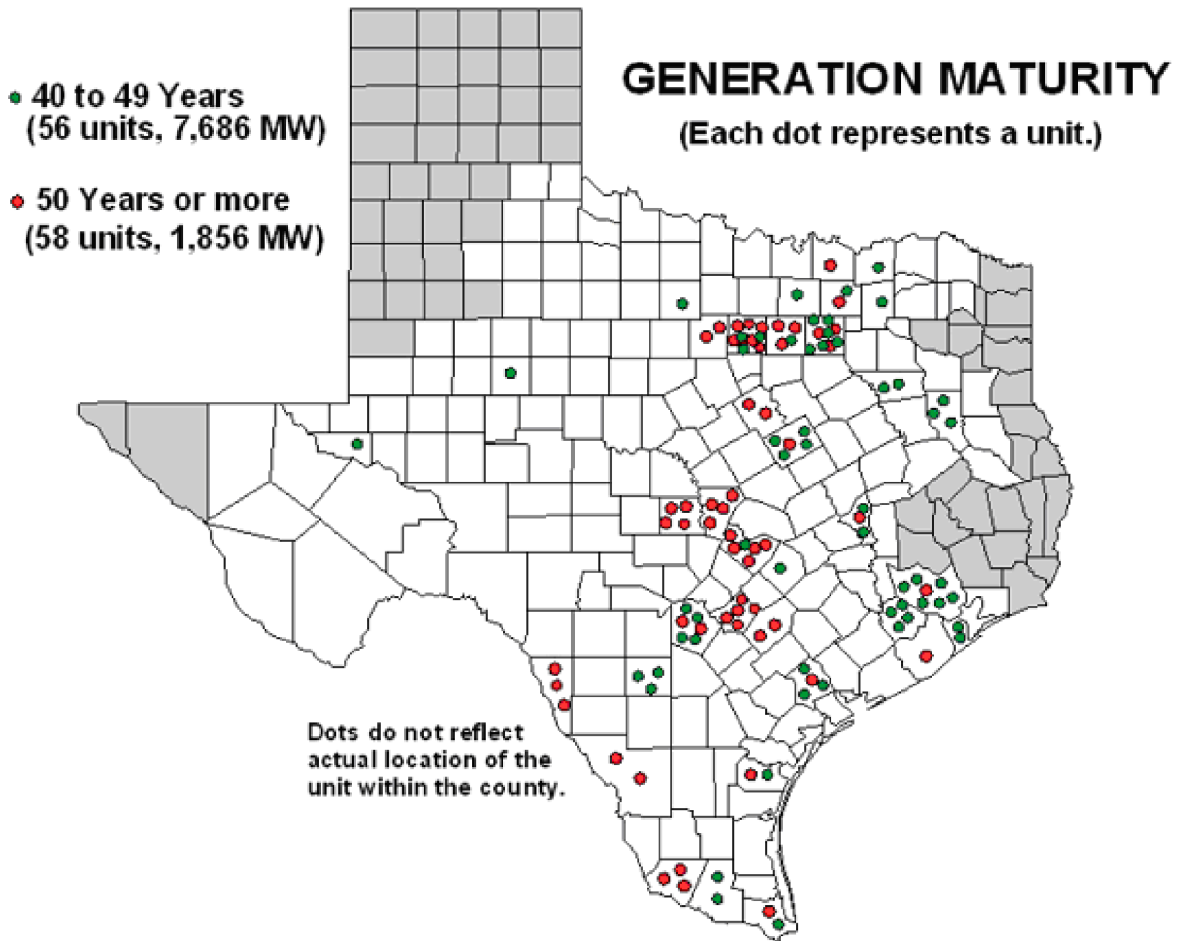 GENERATION MATURITY
(Each dot represents a unit.)
40 to 49 Years
(56 units, 7,686 MW)
50 Years or more
(58 units, 1,856 MW)
Dots do not reflect
actual location of the
unit within the county.